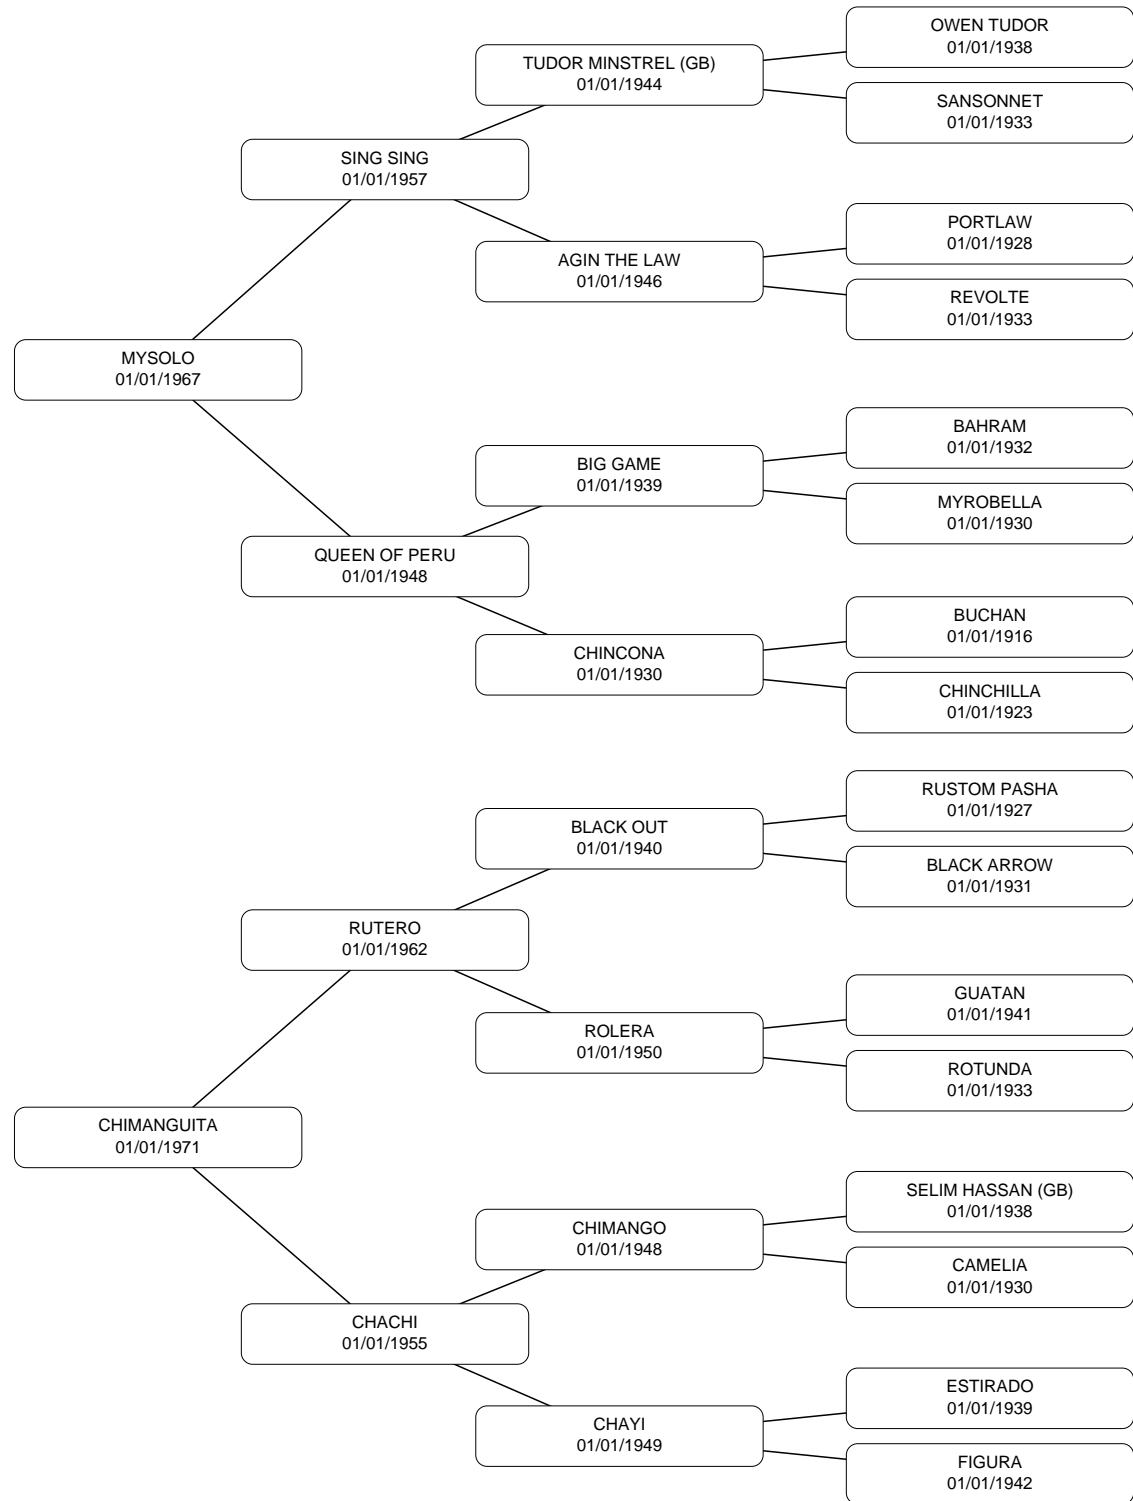 OWEN TUDOR
01/01/1938
TUDOR MINSTREL (GB)
01/01/1944
SANSONNET
01/01/1933
SING SING
01/01/1957
PORTLAW
01/01/1928
AGIN THE LAW
01/01/1946
REVOLTE
01/01/1933
MYSOLO
01/01/1967
BAHRAM
01/01/1932
BIG GAME
01/01/1939
MYROBELLA
01/01/1930
QUEEN OF PERU
01/01/1948
BUCHAN
01/01/1916
CHINCONA
01/01/1930
CHINCHILLA
01/01/1923
RUSTOM PASHA
01/01/1927
BLACK OUT
01/01/1940
BLACK ARROW
01/01/1931
RUTERO
01/01/1962
GUATAN
01/01/1941
ROLERA
01/01/1950
ROTUNDA
01/01/1933
CHIMANGUITA
01/01/1971
SELIM HASSAN (GB)
01/01/1938
CHIMANGO
01/01/1948
CAMELIA
01/01/1930
CHACHI
01/01/1955
ESTIRADO
01/01/1939
CHAYI
01/01/1949
FIGURA
01/01/1942